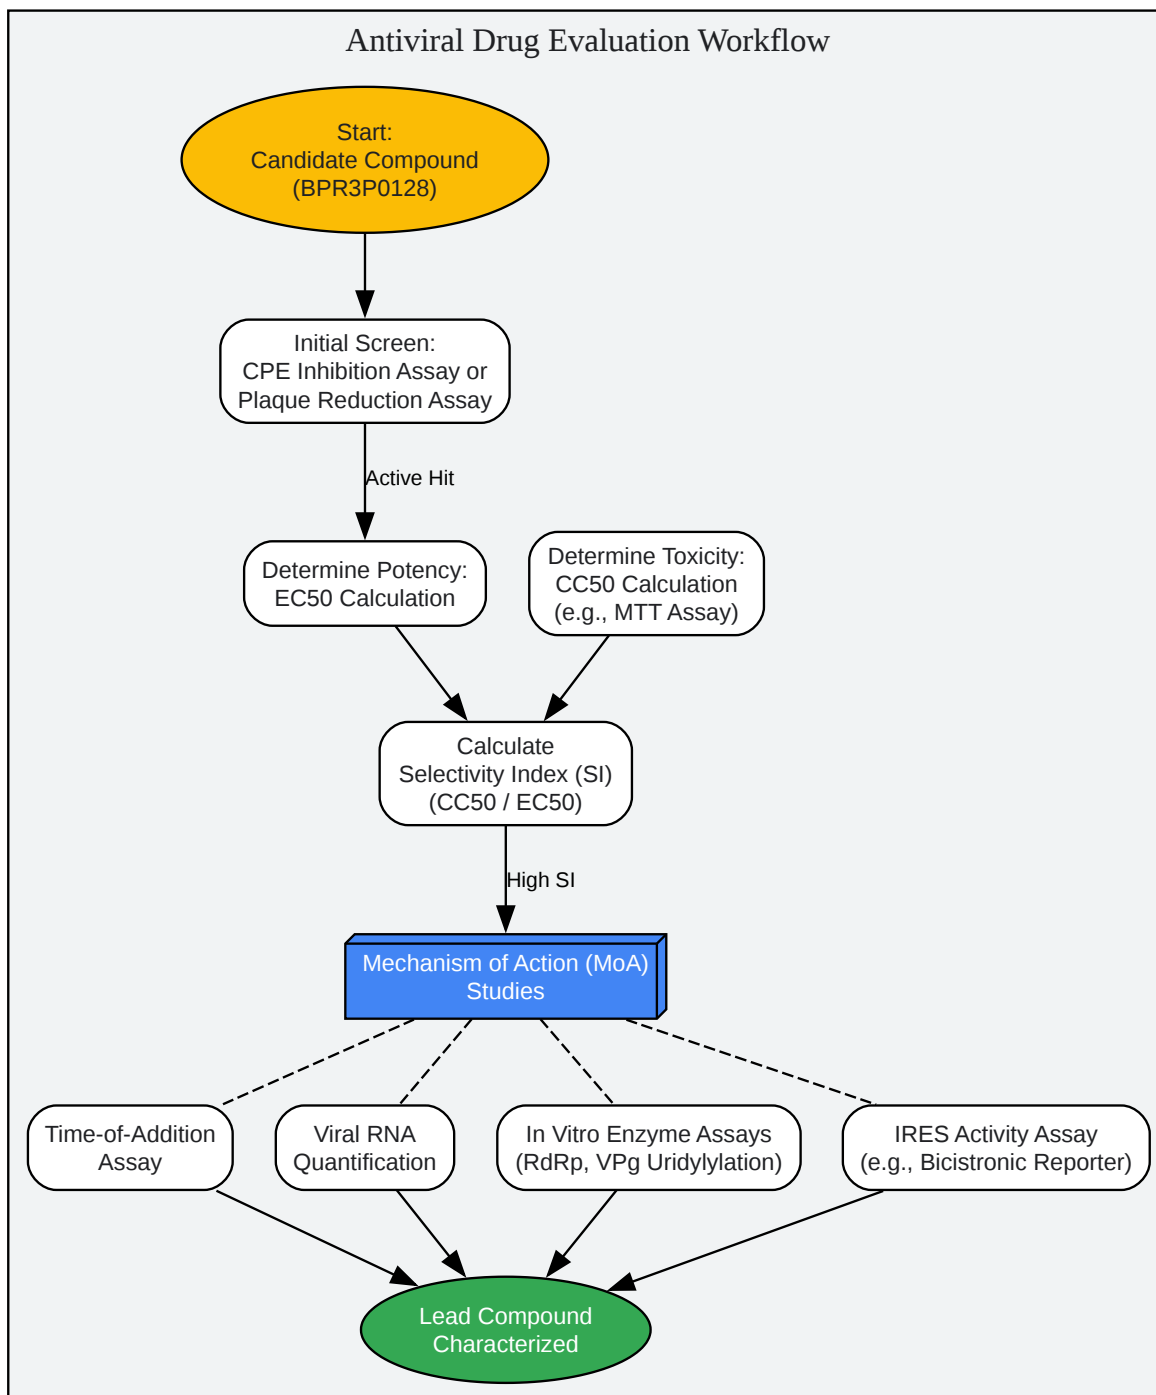 Antiviral Drug Evaluation Workflow
Start:
Candidate Compound
(BPR3P0128)
Initial Screen:
CPE Inhibition Assay or
Plaque Reduction Assay
Active Hit
Determine Potency:
EC50 Calculation
Determine Toxicity:
CC50 Calculation
(e.g., MTT Assay)
Calculate
Selectivity Index (SI)
(CC50 / EC50)
High SI
Mechanism of Action (MoA)
Studies
Time-of-Addition
Assay
Viral RNA
Quantification
In Vitro Enzyme Assays
(RdRp, VPg Uridylylation)
IRES Activity Assay
(e.g., Bicistronic Reporter)
Lead Compound
Characterized